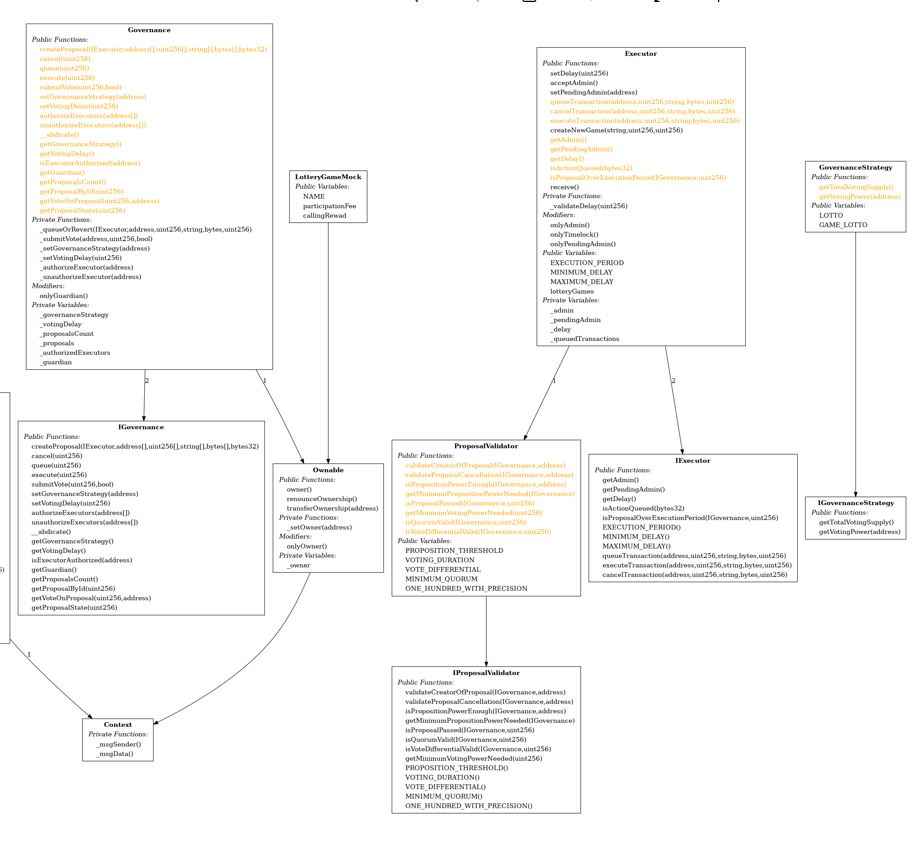 Governance
Public Functions:
createProposal(IExecutor,address[],uint256[],string[],bytes[],bytes32)
cancel(uint256)
queue(uint256)
execute(uint256)
submitVote(uint256,bool)
setGovernanceStrategy(address)
setVotingDelay(uint256)
authorizeExecutors(address[])
unauthorizeExecutors(address[])
__abdicate()
getGovernanceStrategy()
getVotingDelay()
isExecutorAuthorized(address)
getGuardian()
getProposalsCount()
getProposalById(uint256)
getVoteOnProposal(uint256,address)
getProposalState(uint256)
Private Functions:
_queueOrRevert(IExecutor,address,uint256,string,bytes,uint256)
_submitVote(address,uint256,bool)
_setGovernanceStrategy(address)
_setVotingDelay(uint256)
_authorizeExecutor(address)
_unauthorizeExecutor(address)
Modifiers:
onlyGuardian()
Private Variables:
_governanceStrategy
_votingDelay
_proposalsCount
_proposals
_authorizedExecutors
_guardian
LotteryGameMock
Public Variables:
NAME
participationFee
callingRewad
Executor
Public Functions:
setDelay(uint256)
acceptAdmin()
setPendingAdmin(address)
queueTransaction(address,uint256,string,bytes,uint256)
cancelTransaction(address,uint256,string,bytes,uint256)
executeTransaction(address,uint256,string,bytes,uint256)
createNewGame(string,uint256,uint256)
getAdmin()
getPendingAdmin()
getDelay()
isActionQueued(bytes32)
isProposalOverExecutionPeriod(IGovernance,uint256)
receive()
Private Functions:
_validateDelay(uint256)
Modifiers:
onlyAdmin()
onlyTimelock()
onlyPendingAdmin()
Public Variables:
EXECUTION_PERIOD
MINIMUM_DELAY
MAXIMUM_DELAY
lotteryGames
Private Variables:
_admin
_pendingAdmin
_delay
_queuedTransactions
GovernanceStrategy
Public Functions:
getTotalVotingSupply()
getVotingPower(address)
Public Variables:
LOTTO
GAME_LOTTO
2
1
1
2
IGovernance
Public Functions:
createProposal(IExecutor,address[],uint256[],string[],bytes[],bytes32)
cancel(uint256)
queue(uint256)
execute(uint256)
submitVote(uint256,bool)
setGovernanceStrategy(address)
setVotingDelay(uint256)
authorizeExecutors(address[])
unauthorizeExecutors(address[])
__abdicate()
getGovernanceStrategy()
getVotingDelay()
isExecutorAuthorized(address)
getGuardian()
getProposalsCount()
getProposalById(uint256)
getVoteOnProposal(uint256,address)
getProposalState(uint256)
Ownable
Public Functions:
owner()
renounceOwnership()
transferOwnership(address)
Private Functions:
_setOwner(address)
Modifiers:
onlyOwner()
Private Variables:
_owner
ProposalValidator
Public Functions:
validateCreatorOfProposal(IGovernance,address)
validateProposalCancellation(IGovernance,address)
isPropositionPowerEnough(IGovernance,address)
getMinimumPropositionPowerNeeded(IGovernance)
isProposalPassed(IGovernance,uint256)
getMinimumVotingPowerNeeded(uint256)
isQuorumValid(IGovernance,uint256)
isVoteDifferentialValid(IGovernance,uint256)
Public Variables:
PROPOSITION_THRESHOLD
VOTING_DURATION
VOTE_DIFFERENTIAL
MINIMUM_QUORUM
ONE_HUNDRED_WITH_PRECISION
IExecutor
Public Functions:
getAdmin()
getPendingAdmin()
getDelay()
isActionQueued(bytes32)
isProposalOverExecutionPeriod(IGovernance,uint256)
EXECUTION_PERIOD()
MINIMUM_DELAY()
MAXIMUM_DELAY()
queueTransaction(address,uint256,string,bytes,uint256)
executeTransaction(address,uint256,string,bytes,uint256)
cancelTransaction(address,uint256,string,bytes,uint256)
IGovernanceStrategy
Public Functions:
getTotalVotingSupply()
getVotingPower(address)
1
Context
Private Functions:
_msgSender()
_msgData()
IProposalValidator
Public Functions:
validateCreatorOfProposal(IGovernance,address)
validateProposalCancellation(IGovernance,address)
isPropositionPowerEnough(IGovernance,address)
getMinimumPropositionPowerNeeded(IGovernance)
isProposalPassed(IGovernance,uint256)
isQuorumValid(IGovernance,uint256)
isVoteDifferentialValid(IGovernance,uint256)
getMinimumVotingPowerNeeded(uint256)
PROPOSITION_THRESHOLD()
VOTING_DURATION()
VOTE_DIFFERENTIAL()
MINIMUM_QUORUM()
ONE_HUNDRED_WITH_PRECISION()